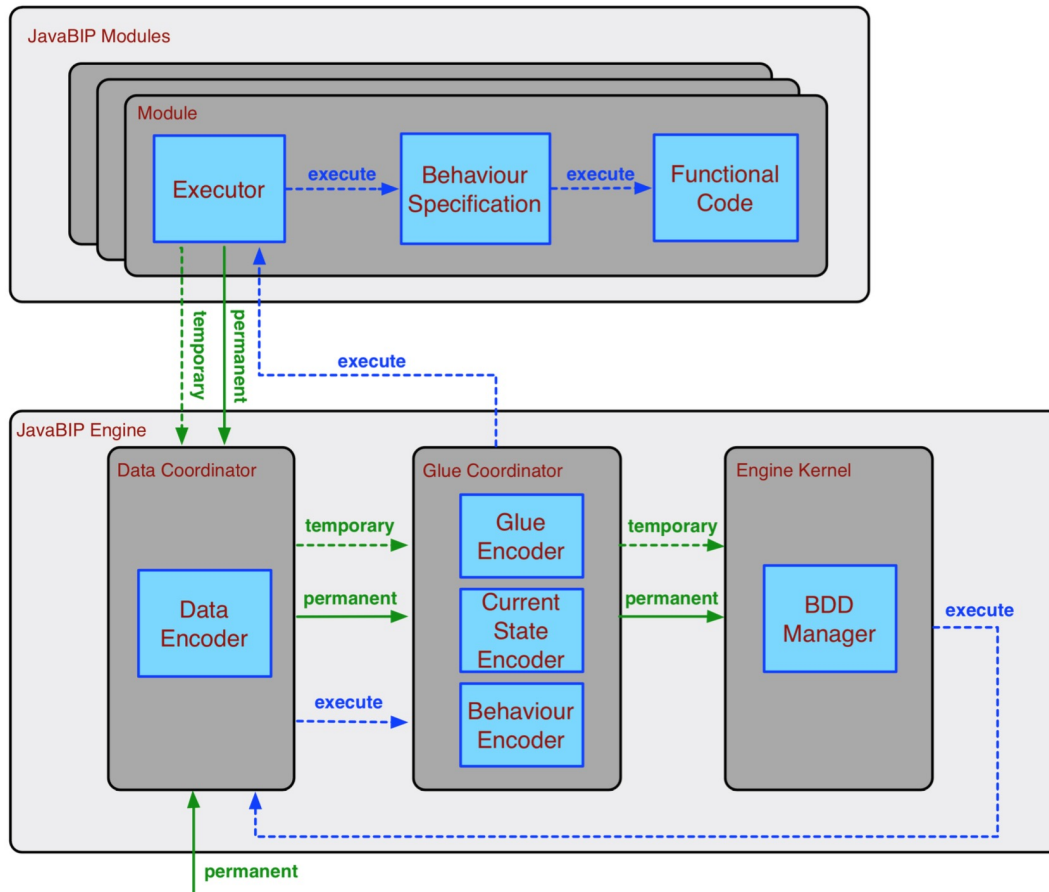 JavaBIP Modules
Module
Executor
execute
Behaviour
Specification
execute
Functional
Code
temporary
permanent
execute
JavaBIP Engine
Data Coordinator
Glue Coordinator
Engine Kernel
temporary
Glue
Encoder
temporary
Data
Encoder
permanent
Current
State
Encoder
permanent
BDD
Manager
execute
execute
Behaviour
Encoder
permanent